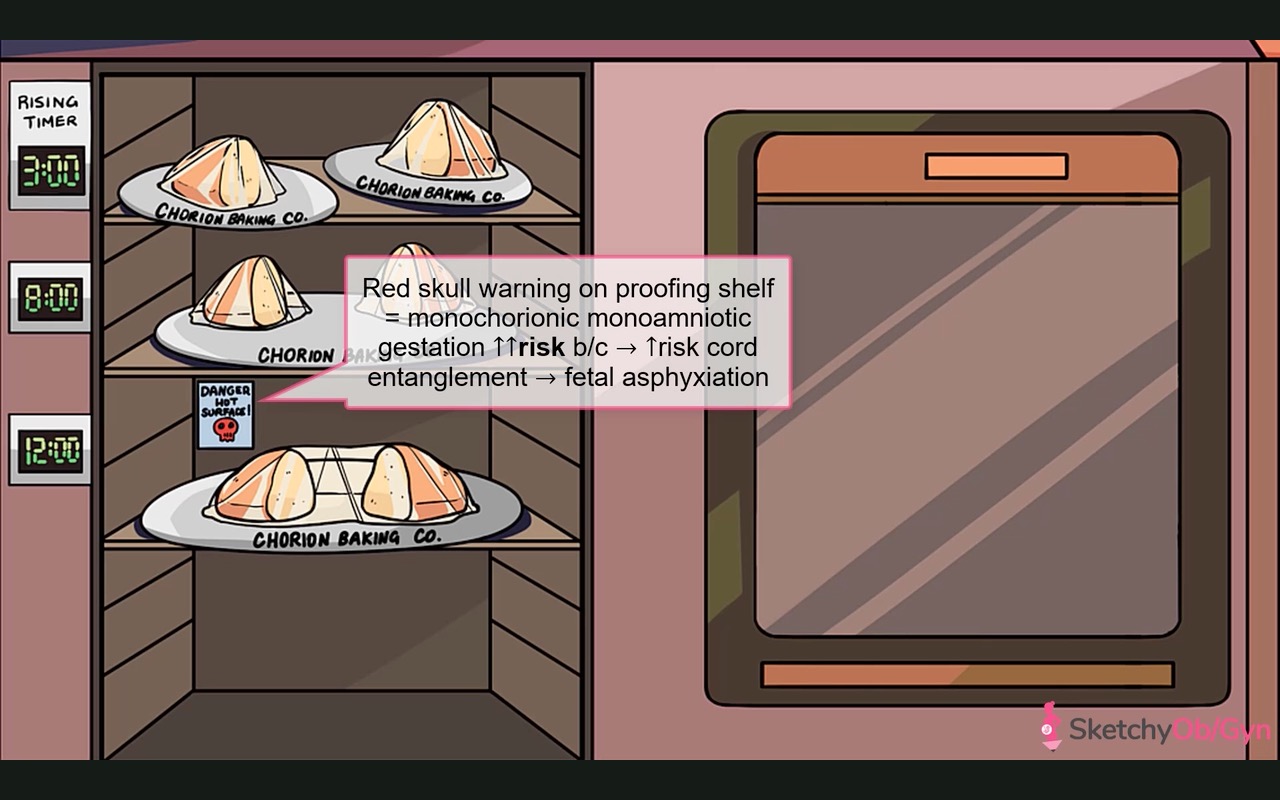 RISING
TIMER
3:00
CHORION BAKING CO.
CHORION BAKING CO.
8:00
CHORION BAK
Red skull warning on proofing shelf
= monochorionic monoamniotic
gestation ↑↑risk b/c → ↑risk cord
entanglement → fetal asphyxiation
DANGER
HOT
SURFACE!
12:00
CHORION BAKING CO.
SketchyOb/Gyn